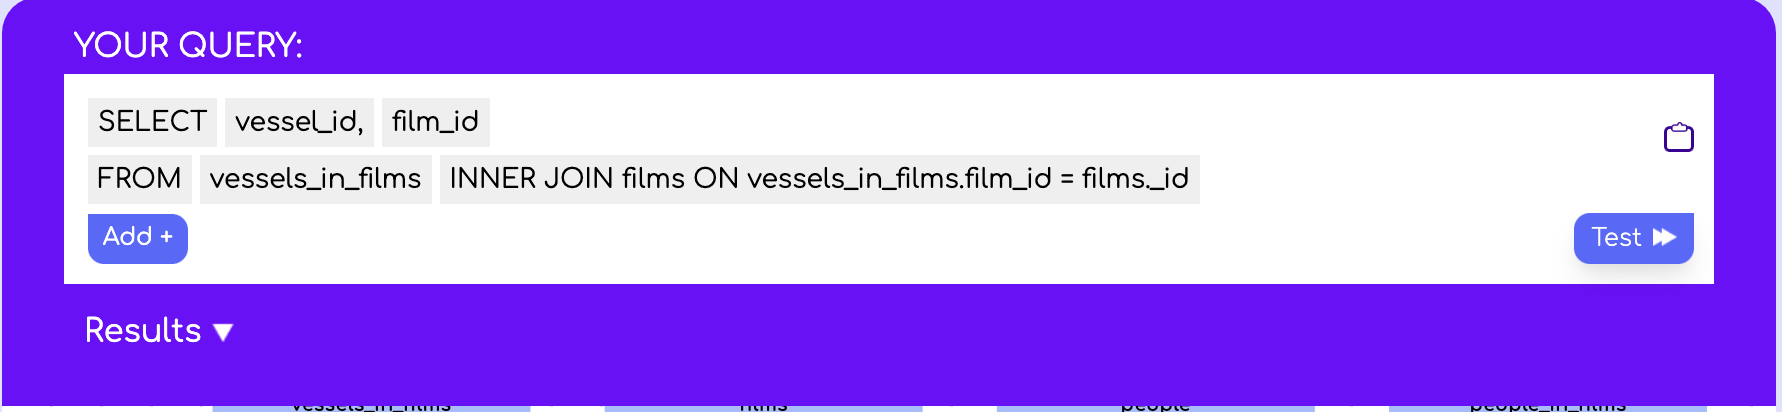 YOUR QUERY:
SELECT vessel_id, film_id
FROM vessels_in_films INNER JOIN films ON vessels_in_films.film_id = films._id
Add +
Test
Results
vessels_in_films films people people_in_films